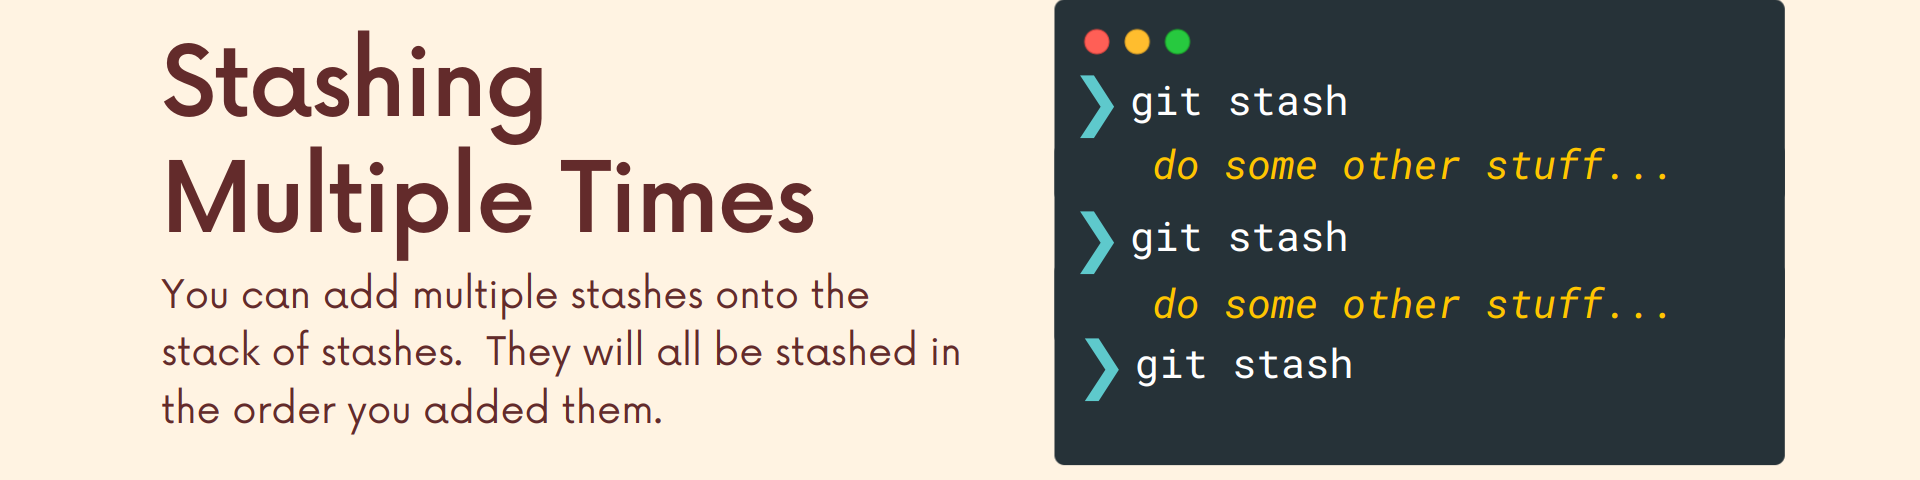 Stashing
Multiple Times
You can add multiple stashes onto the
stack of stashes.  They will all be stashed in
the order you added them.
❯ git stash
do some other stuff...
❯ git stash
do some other stuff...
❯ git stash